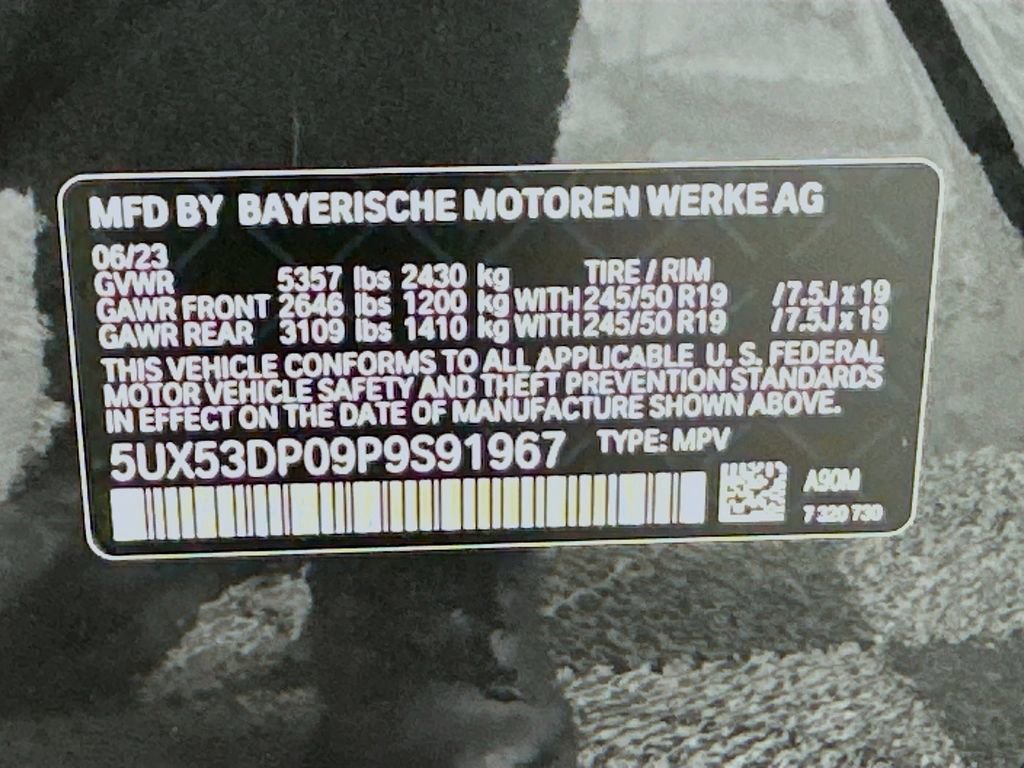 MFD BY BAYERISCHE MOTOREN WERKE AG
06/23
GVWR 5357 lbs 2430 kg TIRE / RIM
GAWR FRONT 2646 lbs 1200 kg WITH 245/50 R19 /7.5J x 19
GAWR REAR 3109 lbs 1410 kg WITH 245/50 R19 /7.5J x 19
THIS VEHICLE CONFORMS TO ALL APPLICABLE U. S. FEDERAL
MOTOR VEHICLE SAFETY AND THEFT PREVENTION STANDARDS
IN EFFECT ON THE DATE OF MANUFACTURE SHOWN ABOVE.
5UX53DP09P9S91967 TYPE: MPV
A90M
7 320 730